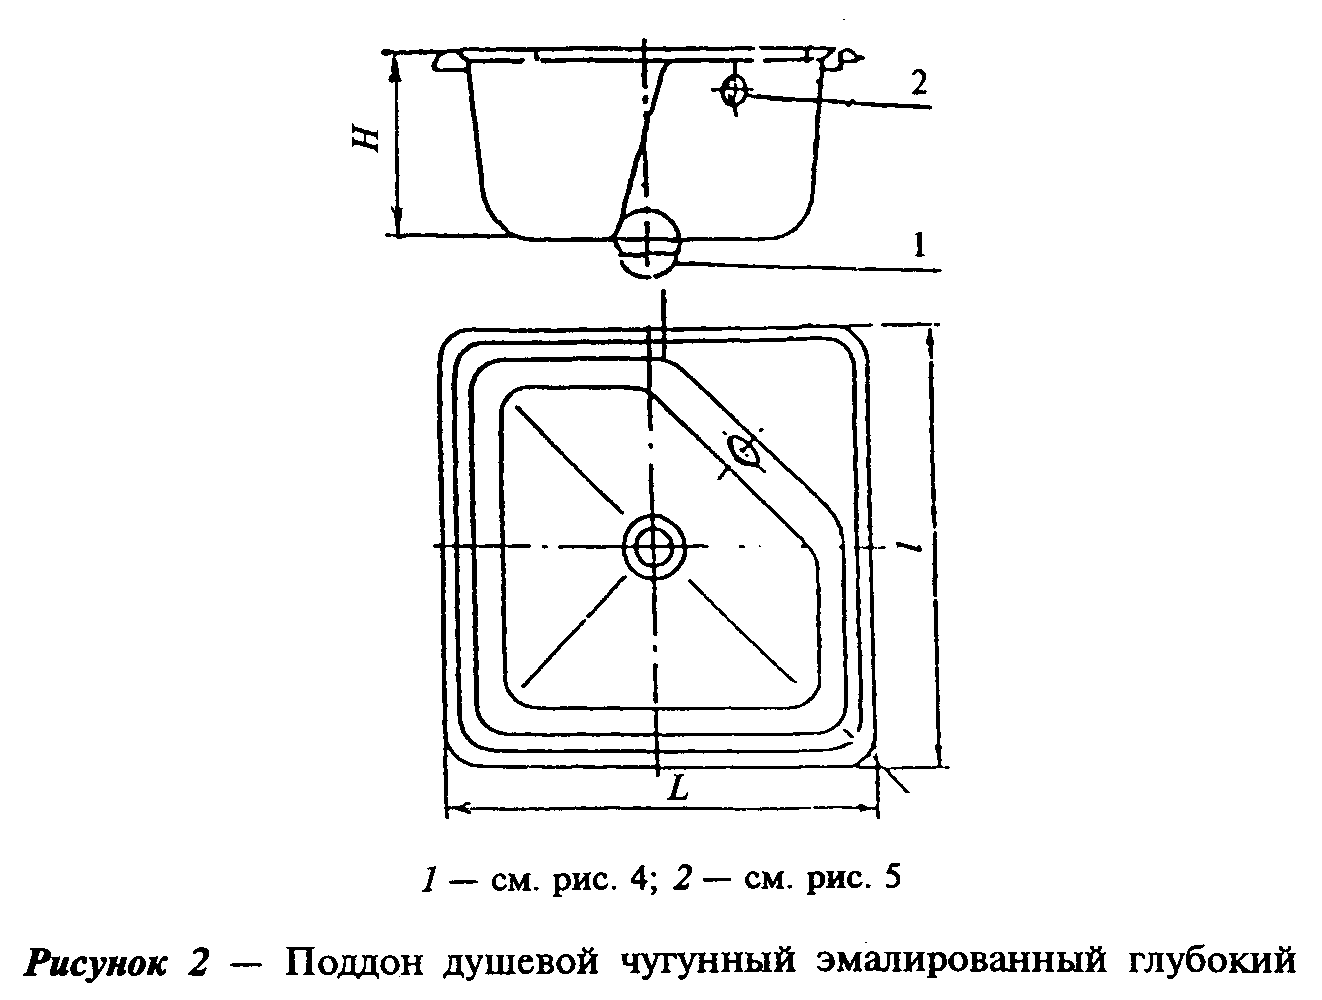 2
H
1
l
L
1 — см. рис. 4; 2 — см. рис. 5
Рисунок 2 — Поддон душевой чугунный эмалированный глубокий